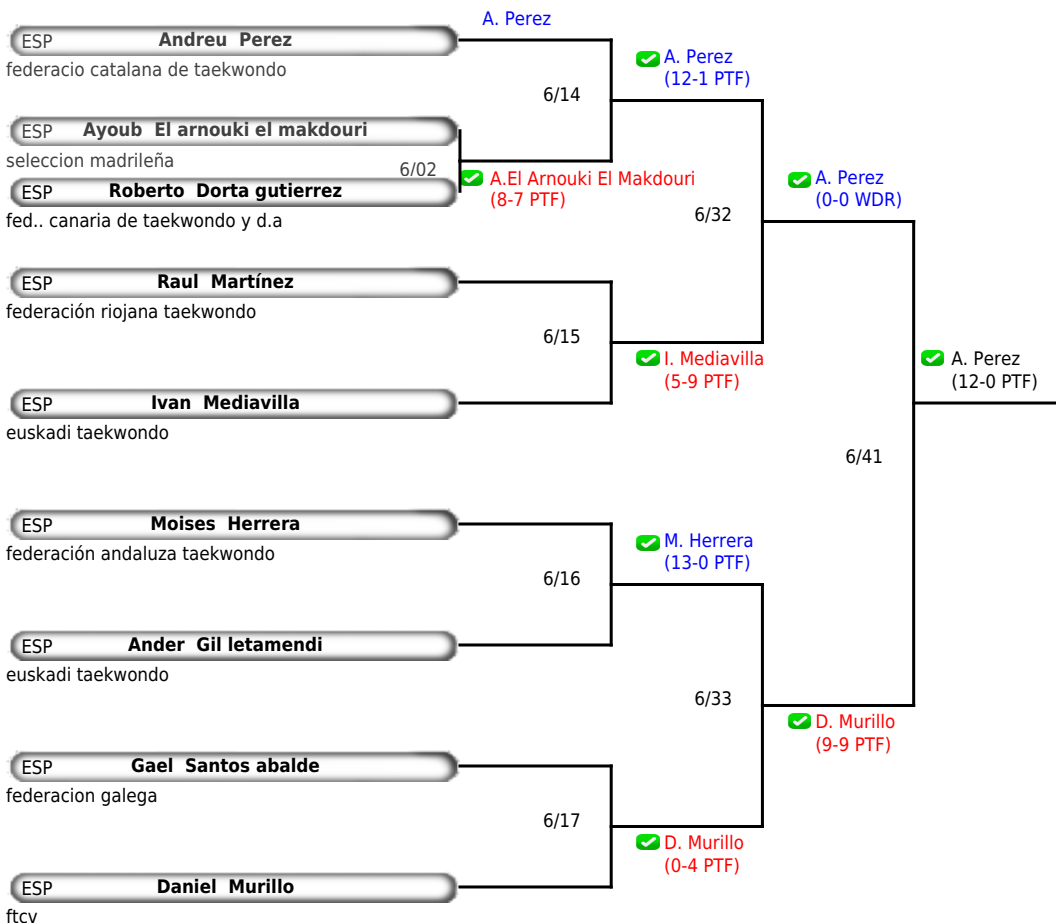 A. Perez
ESP Andreu Perez
federacio catalana de taekwondo
A. Perez
(12-1 PTF)
6/14
ESP Ayoub El arnouki el makdouri
seleccion madrileña
6/02
A.El Arnouki El Makdouri
(8-7 PTF)
ESP Roberto Dorta gutierrez
fed.. canaria de taekwondo y d.a
A. Perez
(0-0 WDR)
6/32
ESP Raul Martínez
federación riojana taekwondo
6/15
I. Mediavilla
(5-9 PTF)
A. Perez
(12-0 PTF)
ESP Ivan Mediavilla
euskadi taekwondo
6/41
ESP Moises Herrera
federación andaluza taekwondo
M. Herrera
(13-0 PTF)
6/16
ESP Ander Gil letamendi
euskadi taekwondo
6/33
D. Murillo
(9-9 PTF)
ESP Gael Santos abalde
federacion galega
6/17
D. Murillo
(0-4 PTF)
ESP Daniel Murillo
ftcv